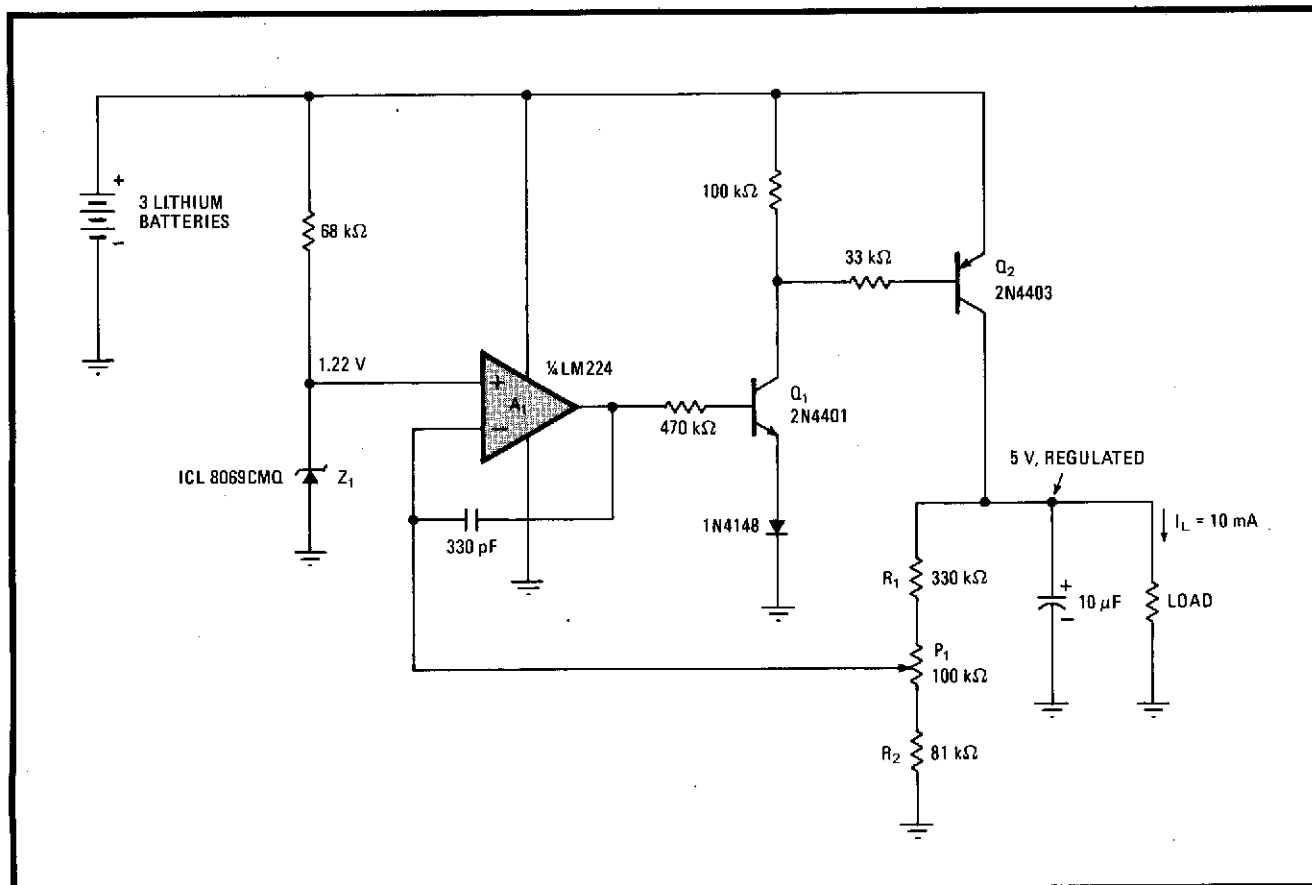 +
3 LITHIUM
BATTERIES
-
68 kΩ
1.22 V
ICL 8069CMQ
Z₁
+
A₁
-
¼ LM224
330 pF
470 kΩ
100 kΩ
33 kΩ
Q₁
2N4401
1N4148
Q₂
2N4403
5 V, REGULATED
I_L = 10 mA
R₁ 330 kΩ
P₁
100 kΩ
R₂ 81 kΩ
+
10 μF
-
LOAD